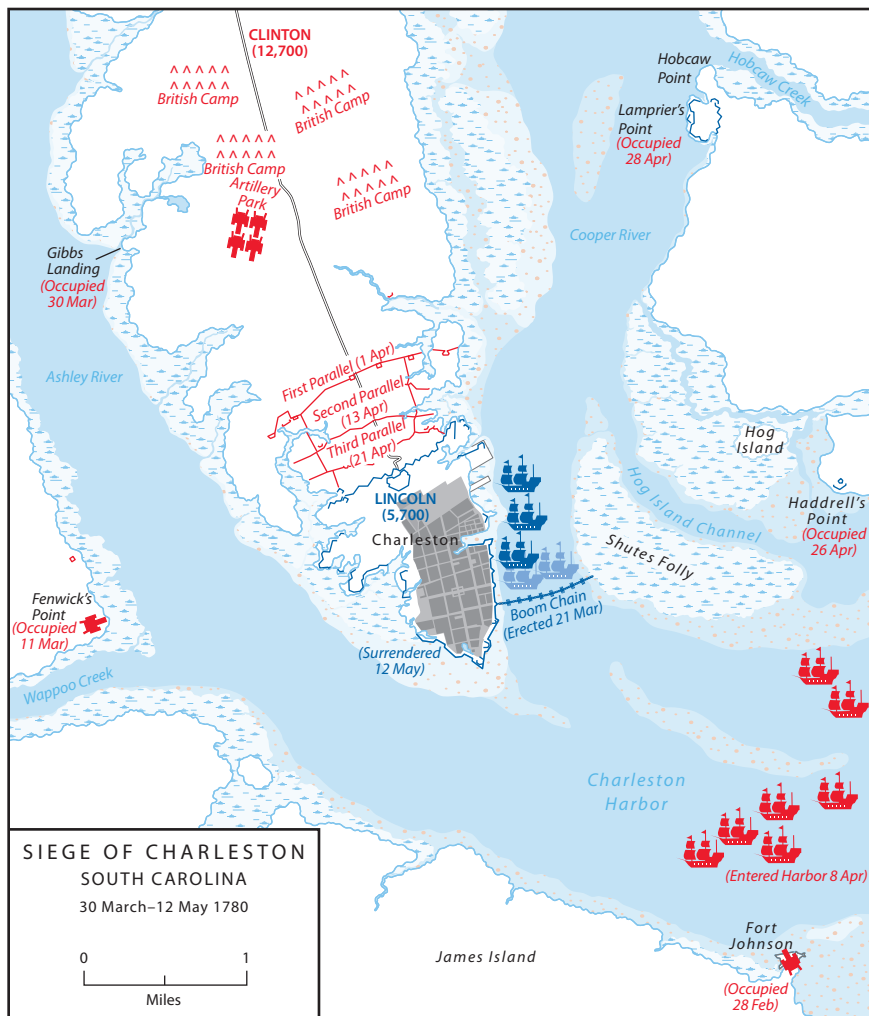 CLINTON
(12,700)
British Camp
British Camp
British Camp
British Camp
Artillery
Park
Hobcaw
Point
Hobcaw Creek
Lamprier's
Point
(Occupied
28 Apr)
Cooper River
Gibbs
Landing
(Occupied
30 Mar)
Ashley River
First Parallel (1 Apr)
Second Parallel
(13 Apr)
Third Parallel
(21 Apr)
LINCOLN
(5,700)
Charleston
Hog
Island
Hog Island Channel
Haddrell's
Point
(Occupied
26 Apr)
Shutes Folly
Boom Chain
(Erected 21 Mar)
Fenwick's
Point
(Occupied
11 Mar)
Wappoo Creek
(Surrendered
12 May)
Charleston
Harbor
(Entered Harbor 8 Apr)
Fort
Johnson
(Occupied
28 Feb)
James Island
SIEGE OF CHARLESTON
SOUTH CAROLINA
30 March–12 May 1780
0 1
Miles